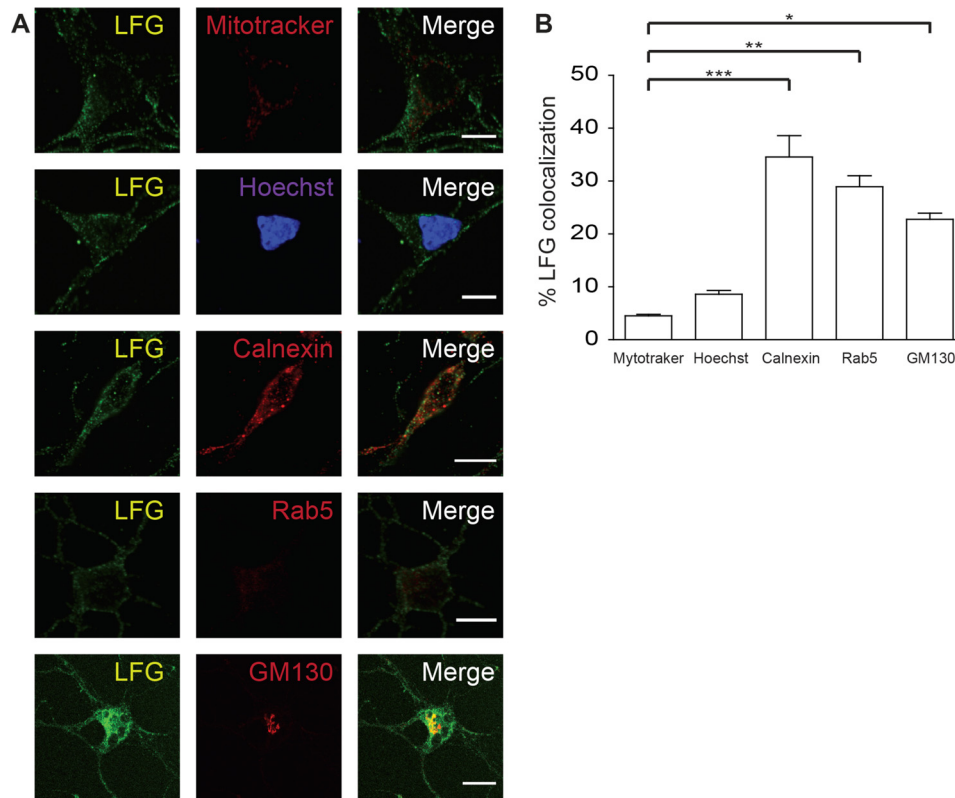 A
LFG Mitotracker Merge
LFG Hoechst Merge
LFG Calnexin Merge
LFG Rab5 Merge
LFG GM130 Merge
B
*
**
***
% LFG colocalization
50
40
30
20
10
0
Mytotraker Hoechst Calnexin Rab5 GM130